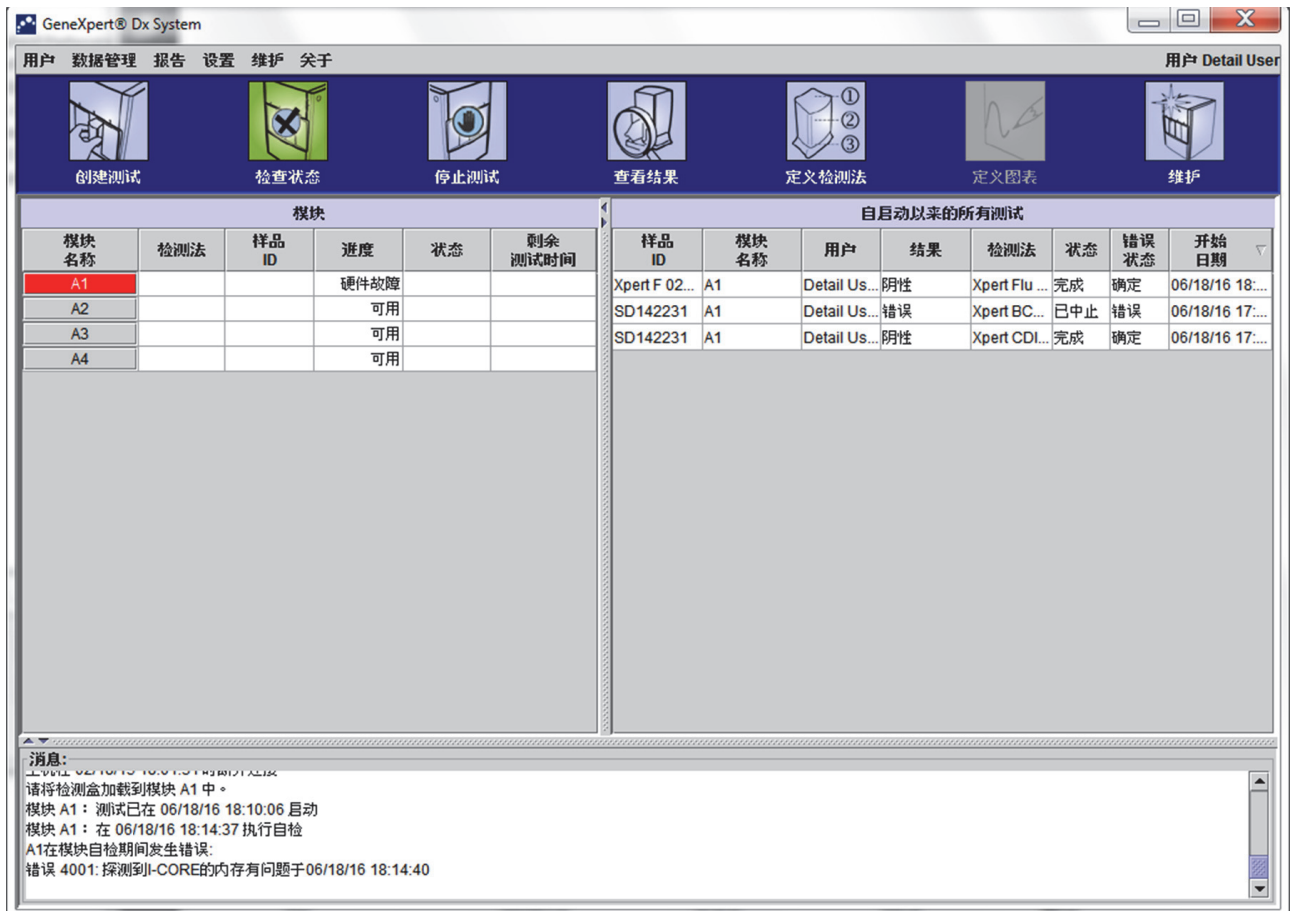 GeneXpert® Dx System
用户 数据管理 报告 设置 维护 关于
用户 Detail User
创建测试 检查状态 停止测试 查看结果 定义检测法 定义图表 维护
① ② ③
模块
模块名称 检测法 样品ID 进度 状态 剩余测试时间
A1 硬件故障
A2 可用
A3 可用
A4 可用
自启动以来的所有测试
样品ID 模块名称 用户 结果 检测法 状态 错误状态 开始日期
Xpert F 02... A1 Detail Us... 阴性 Xpert Flu ... 完成 确定 06/18/16 18:...
SD142231 A1 Detail Us... 错误 Xpert BC... 已中止 错误 06/18/16 17:...
SD142231 A1 Detail Us... 阴性 Xpert CDI... 完成 确定 06/18/16 17:...
消息:
请将检测盒加载到模块 A1 中。
模块 A1：测试已在 06/18/16 18:10:06 启动
模块 A1：在 06/18/16 18:14:37 执行自检
A1在模块自检期间发生错误:
错误 4001: 探测到I-CORE的内存有问题于06/18/16 18:14:40